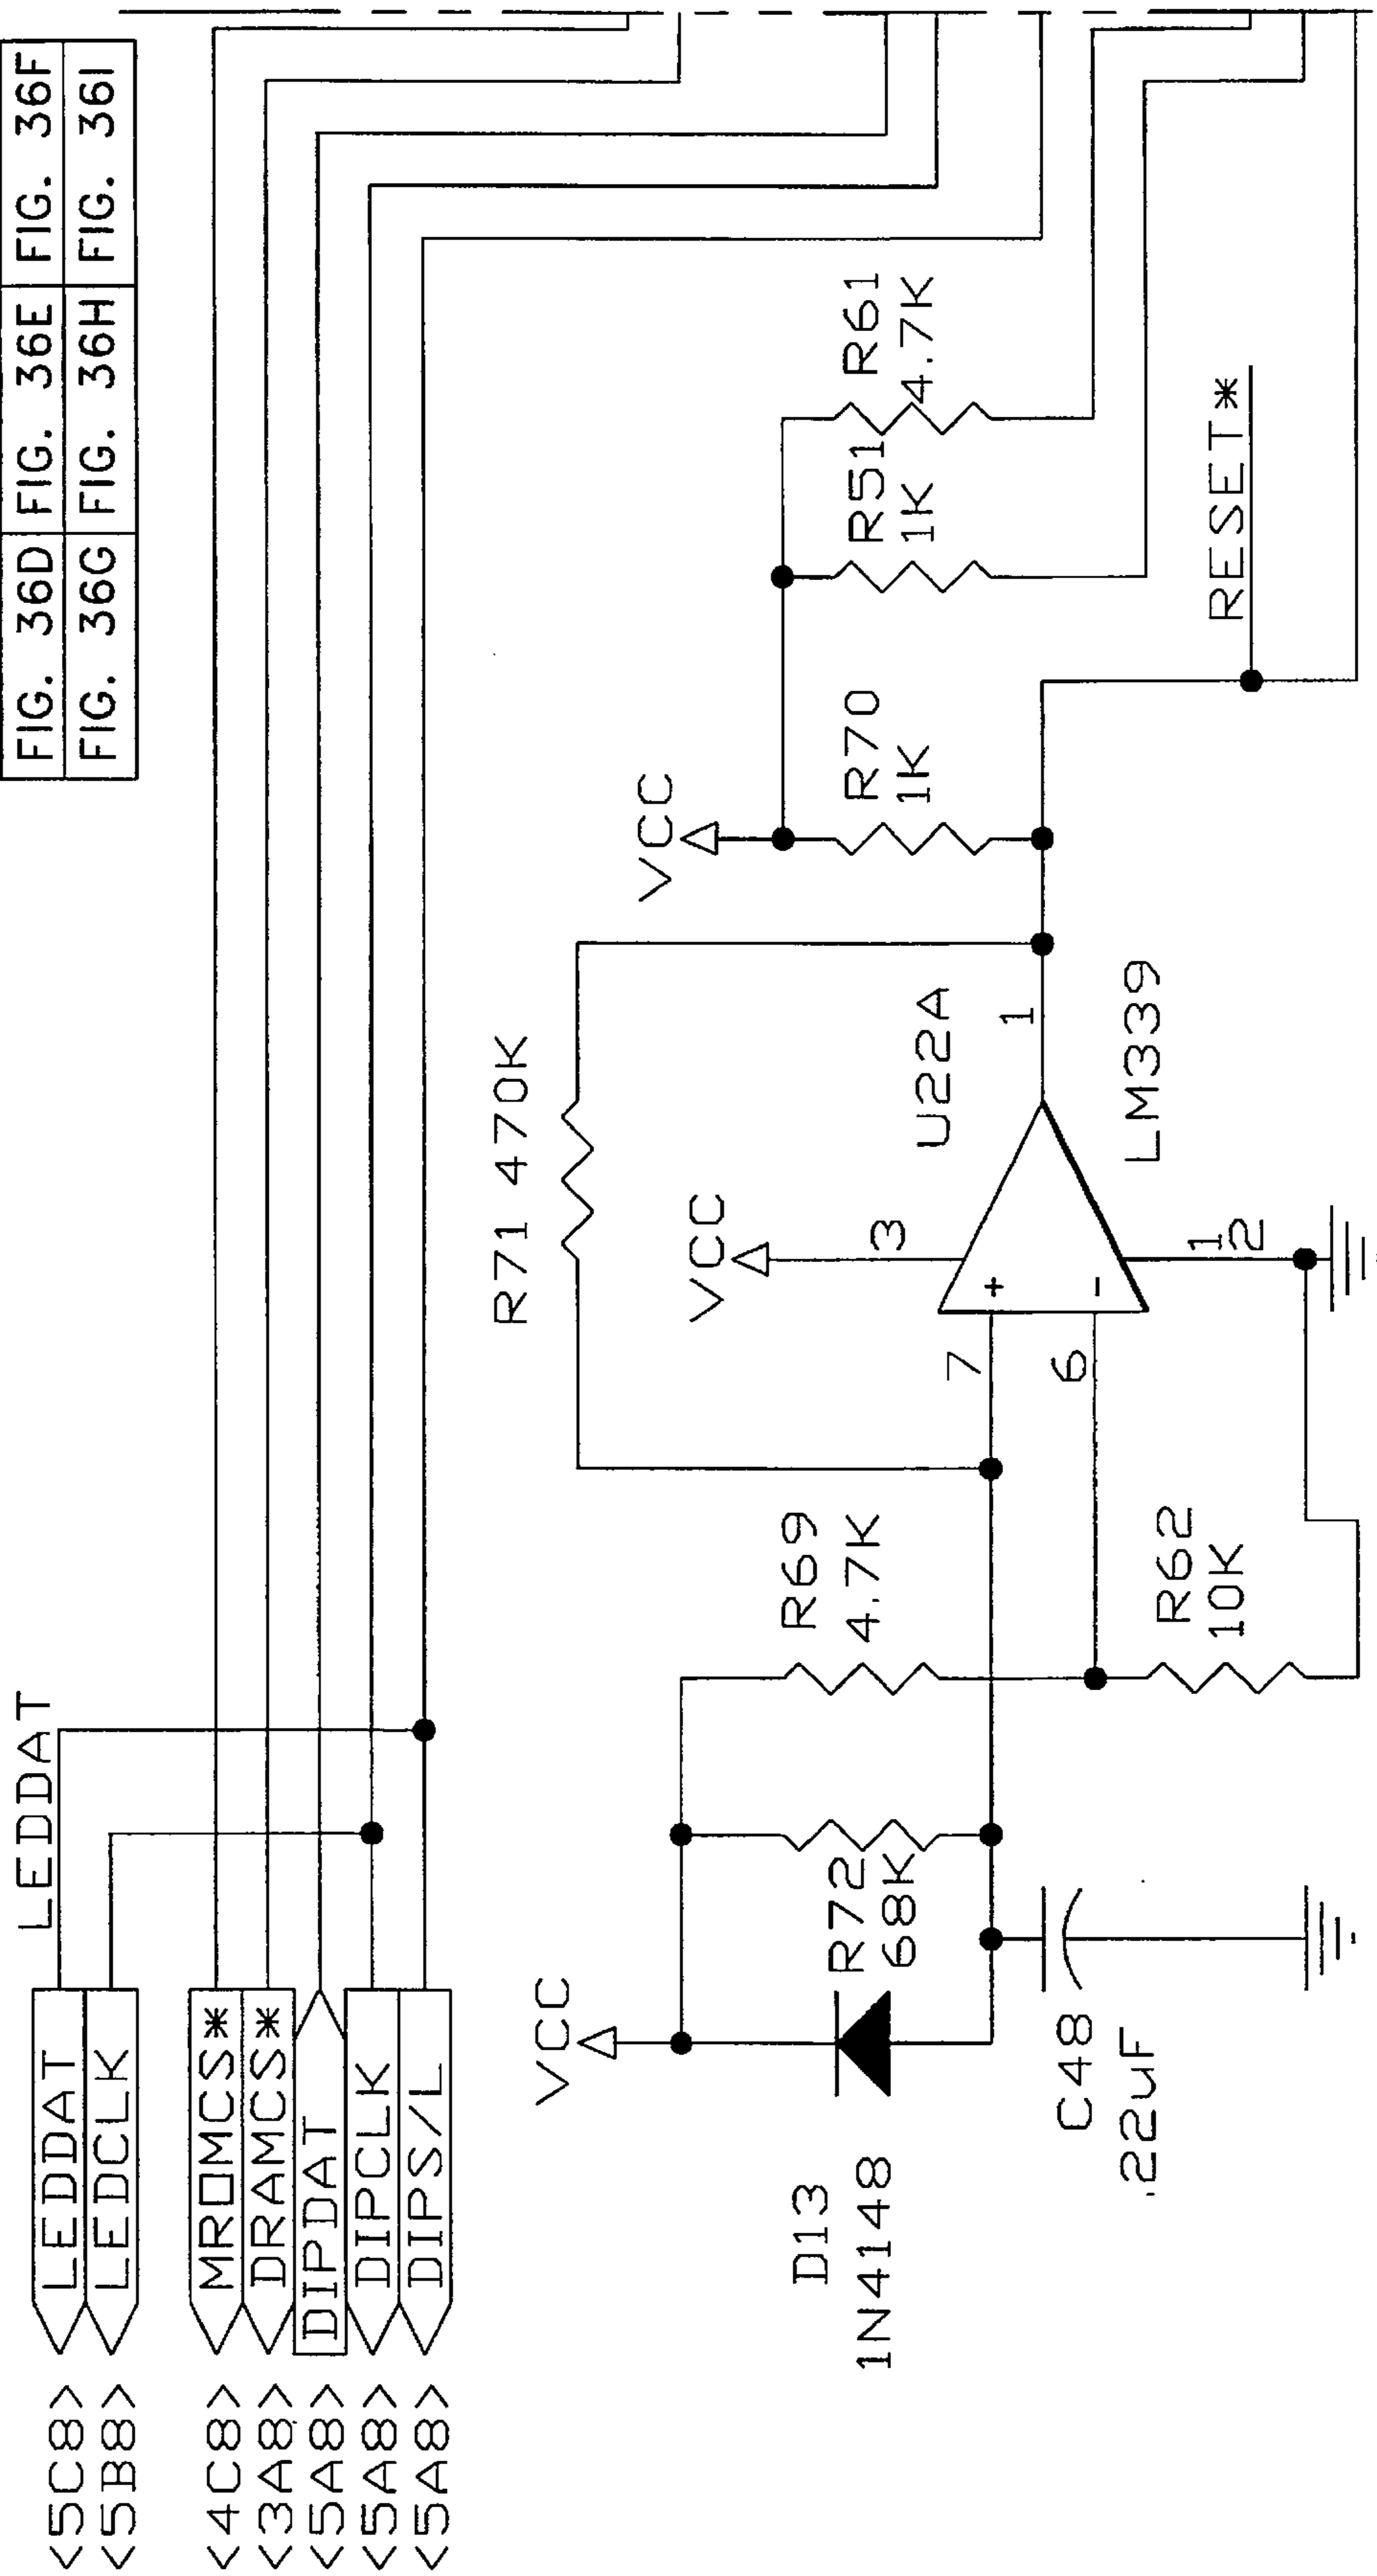 FIG. 36D FIG. 36E FIG. 36F
FIG. 36G FIG. 36H FIG. 36I
LEDDAT
<5C8> LEDDAT
<5B8> LEDCLK
<4C8> MROMCS*
<3A8> DRAMCS*
<5A8> DIPDAT
<5A8> DIPCLK
<5A8> DIPS/L
R71 470K
VCC
VCC
VCC
D13
1N4148
R72
68K
C48
.22uF
R69
4.7K
R62
10K
7
6
+
-
3
12
U22A
1
LM339
R70
1K
R51
1K
R61
4.7K
RESET*